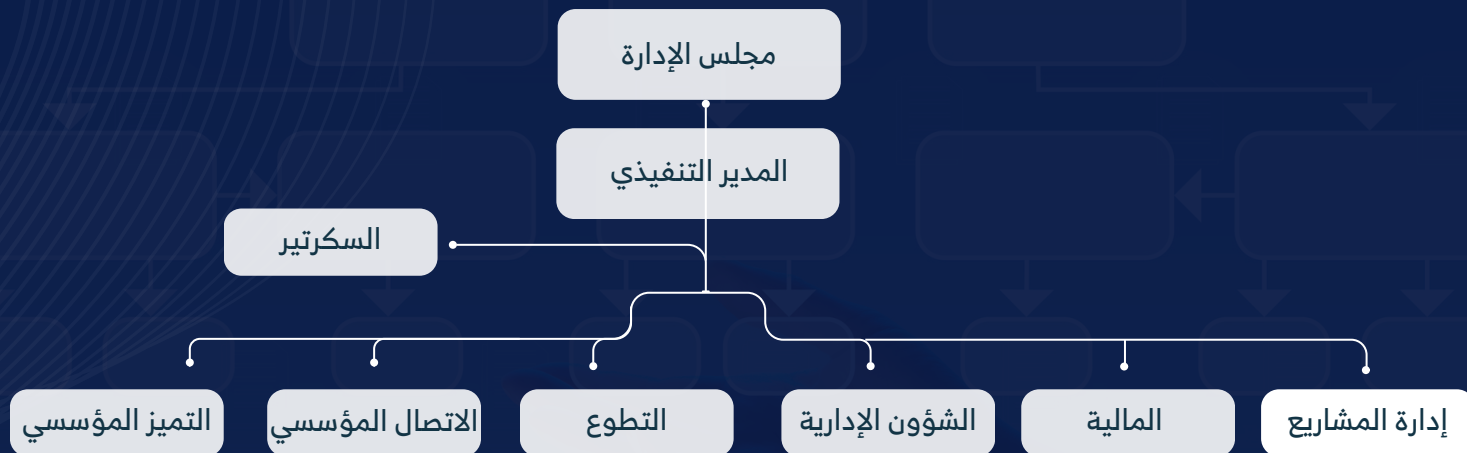 مجلس الإدارة
المدير التنفيذي
السكرتير
إدارة المشاريع
المالية
الشؤون الإدارية
التطوع
الاتصال المؤسسي
التميز المؤسسي